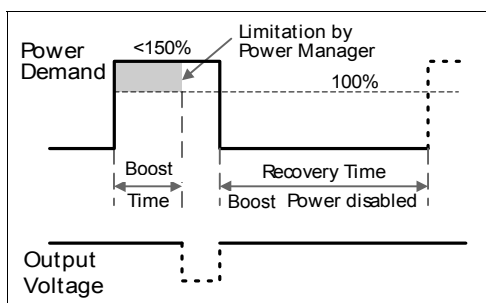 Power
Demand
<150%
Limitation by
Power Manager
100%
Boost
Time
Recovery Time
Boost Power disabled
Output
Voltage